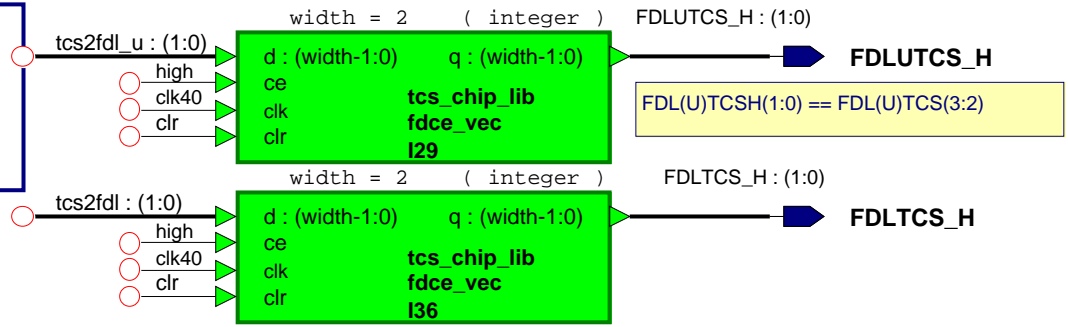 width = 2 ( integer ) FDLUTCS_H : (1:0)
tcs2fdl_u : (1:0) d : (width-1:0) q : (width-1:0) FDLUTCS_H
high ce
clk40 clk tcs_chip_lib FDL(U)TCSH(1:0) == FDL(U)TCS(3:2)
clr clr fdce_vec
I29
width = 2 ( integer ) FDLTCS_H : (1:0)
tcs2fdl : (1:0) d : (width-1:0) q : (width-1:0) FDLTCS_H
high ce
clk40 clk tcs_chip_lib
clr clr fdce_vec
I36